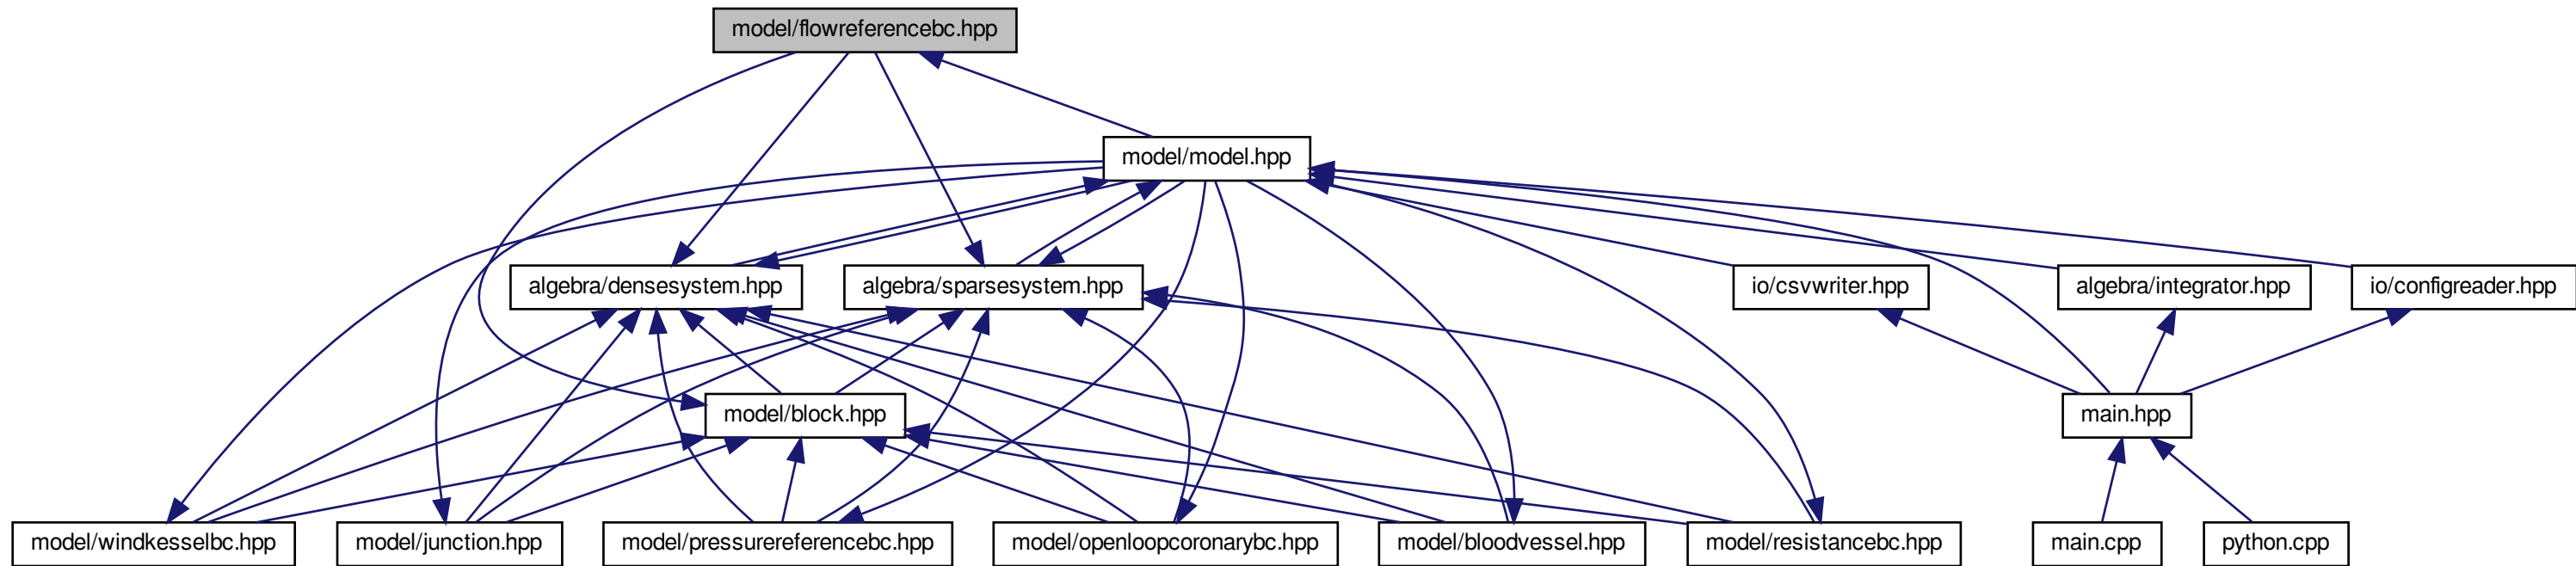 model/flowreferencebc.hpp
model/model.hpp
algebra/densesystem.hpp
algebra/sparsesystem.hpp
io/csvwriter.hpp
algebra/integrator.hpp
io/configreader.hpp
model/block.hpp
main.hpp
model/windkesselbc.hpp
model/junction.hpp
model/pressurereferencebc.hpp
model/openloopcoronarybc.hpp
model/bloodvessel.hpp
model/resistancebc.hpp
main.cpp
python.cpp